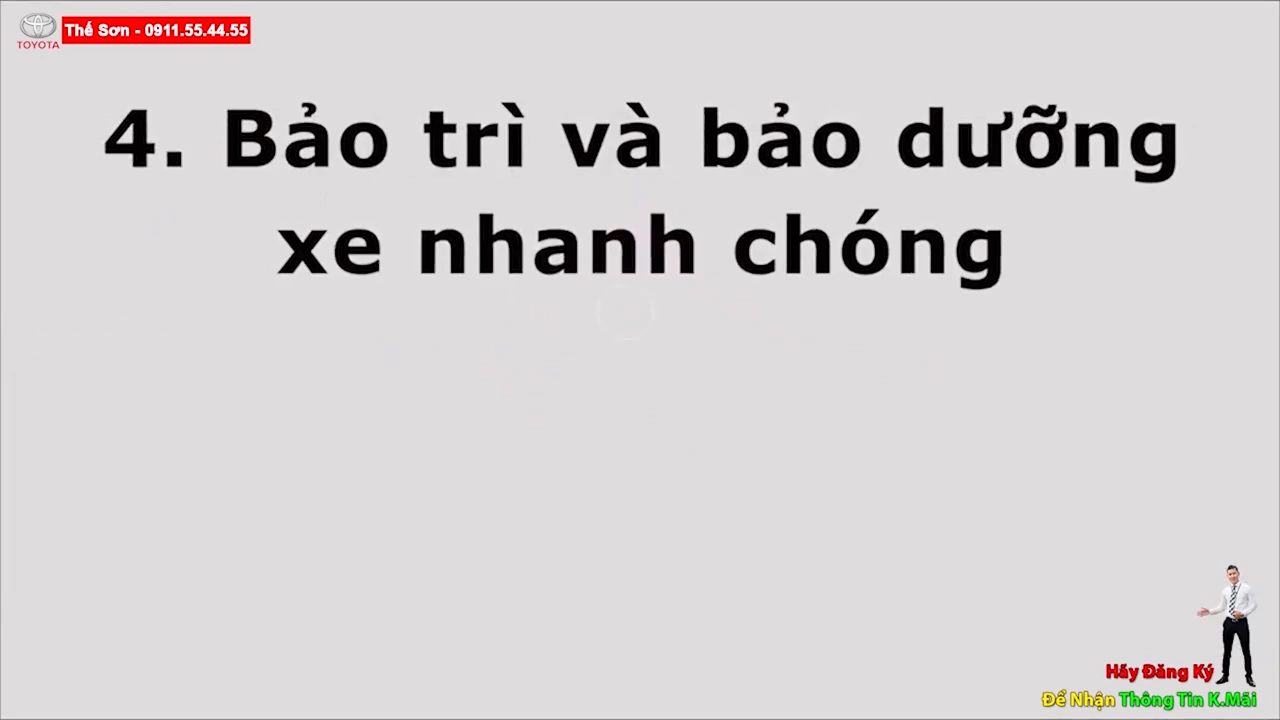 TOYOTA
Thế Sơn - 0911.55.44.55
4. Bảo trì và bảo dưỡng
xe nhanh chóng
Hãy Đăng Ký
Để Nhận Thông Tin K.Mãi